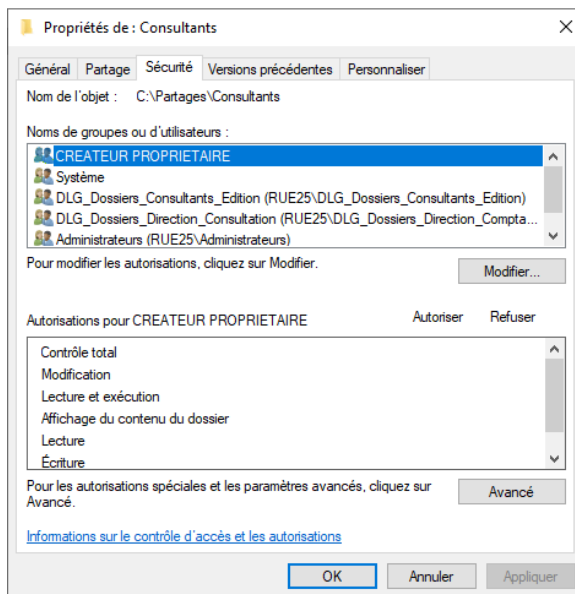 Propriétés de : Consultants
Général Partage Sécurité Versions précédentes Personnaliser
Nom de l'objet : C:\Partages\Consultants
Noms de groupes ou d'utilisateurs :
CREATEUR PROPRIETAIRE
Système
DLG_Dossiers_Consultants_Edition (RUE25\DLG_Dossiers_Consultants_Edition)
DLG_Dossiers_Direction_Consultation (RUE25\DLG_Dossiers_Direction_Compta...
Administrateurs (RUE25\Administrateurs)
Pour modifier les autorisations, cliquez sur Modifier.
Modifier...
Autorisations pour CREATEUR PROPRIETAIRE Autoriser Refuser
Contrôle total
Modification
Lecture et exécution
Affichage du contenu du dossier
Lecture
Écriture
Pour les autorisations spéciales et les paramètres avancés, cliquez sur
Avancé.
Avancé
Informations sur le contrôle d'accès et les autorisations
OK Annuler Appliquer